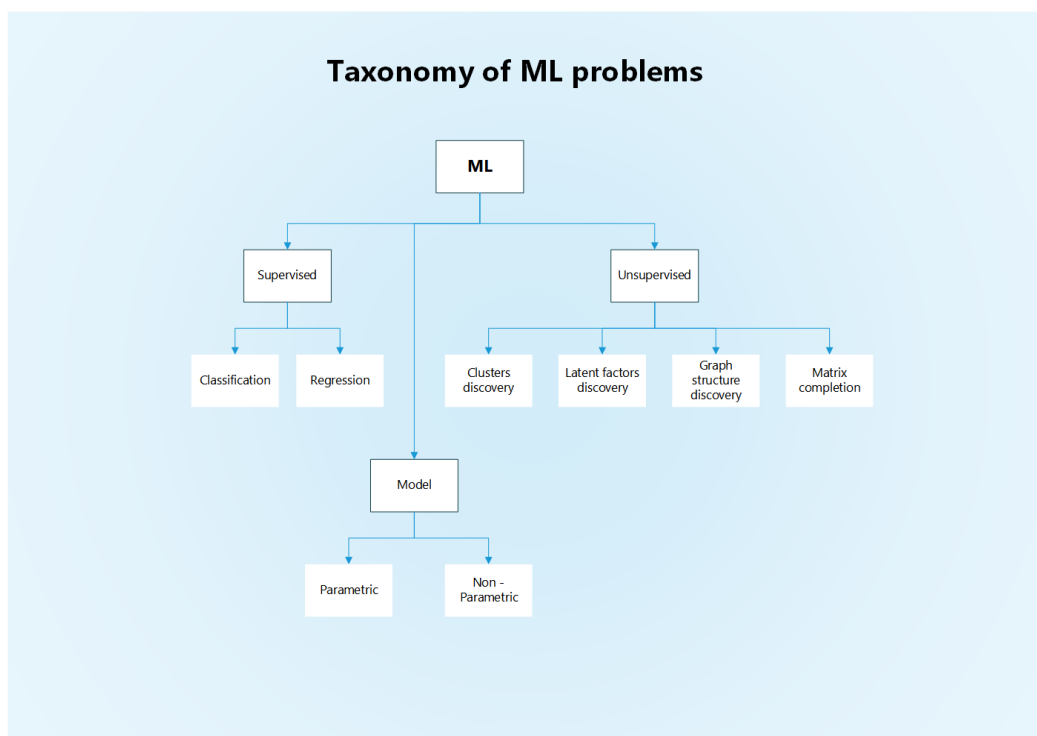 Taxonomy of ML problems
ML
Supervised
Unsupervised
Classification
Regression
Clusters
discovery
Latent factors
discovery
Graph
structure
discovery
Matrix
completion
Model
Parametric
Non -
Parametric